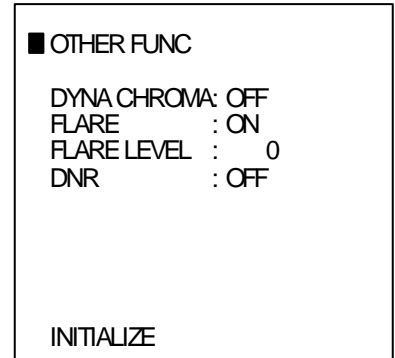 OTHER FUNC
DYNA CHROMA: OFF
FLARE : ON
FLARE LEVEL : 0
DNR : OFF
INITIALIZE